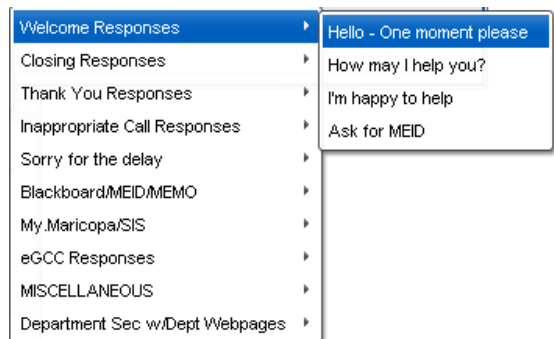 Welcome Responses
Closing Responses
Thank You Responses
Inappropriate Call Responses
Sorry for the delay
Blackboard/MEID/MEMO
My.Maricopa/SIS
eGCC Responses
MISCELLANEOUS
Department Sec w/Dept Webpages
Hello - One moment please
How may I help you?
I'm happy to help
Ask for MEID